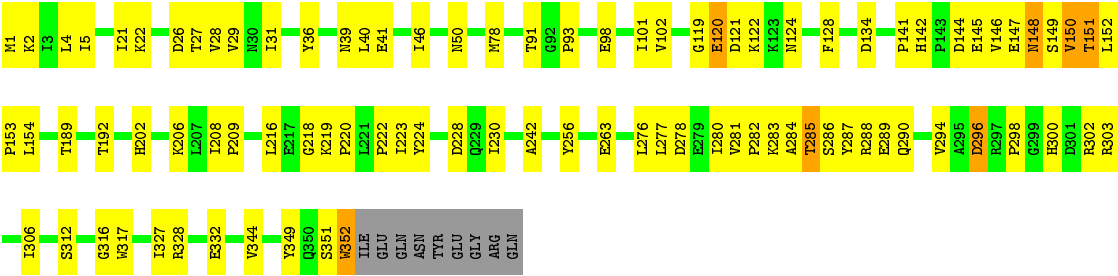 M1 K2 I3 L4 I5 I21 K22 D26 T27 V28 V29 N30 I31 Y36 N39 L40 E41 I46 N50 M78 T91 G92 P93 E98 I101 V102 G119 E120 D121 K122 K123 N124 F128 D134 P141 H142 P143 D144 E145 V146 E147 N148 S149 V150 T151 L152
P153 L154 T189 T192 H202 K206 L207 I208 P209 L216 E217 G218 K219 P220 L221 P222 I223 Y224 D228 Q229 I230 A242 Y256 E263 L276 L277 D278 E279 I280 V281 P282 K283 A284 T285 S286 Y287 R288 E289 Q290 V294 A295 D296 R297 P298 G299 H300 D301 R302 R303
I306 S312 G316 W317 I327 R328 E332 V344 Y349 Q350 S351 W352 ILE GLU GLN ASN TYR GLU GLY ARG GLN